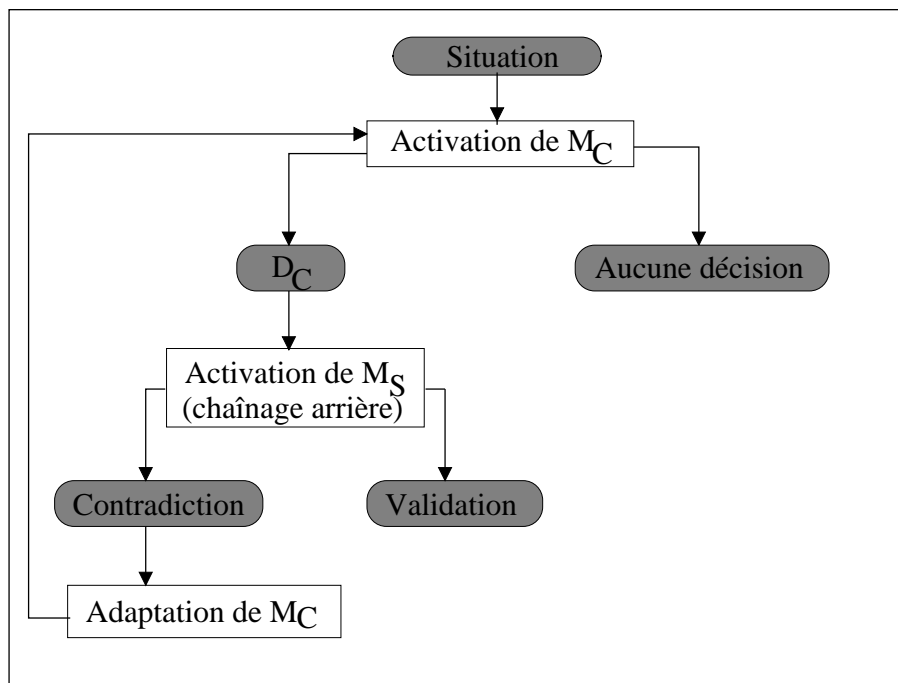 Situation
Activation de MC
DC
Aucune décision
Activation de MS
(chaînage arrière)
Contradiction
Validation
Adaptation de MC